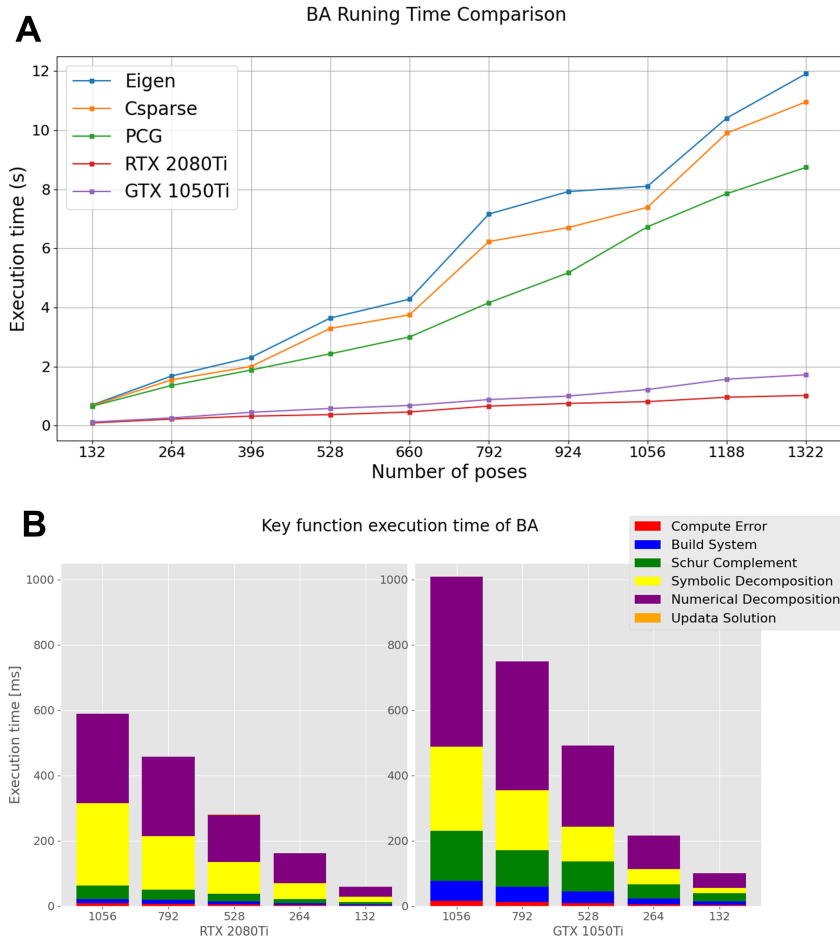 A
BA Runing Time Comparison
Execution time (s)
12
10
8
6
4
2
0
Eigen
Csparse
PCG
RTX 2080Ti
GTX 1050Ti
132 264 396 528 660 792 924 1056 1188 1322
Number of poses
B
Key function execution time of BA
Compute Error
Build System
Schur Complement
Symbolic Decomposition
Numerical Decomposition
Updata Solution
Execution time [ms]
1000
800
600
400
200
0
1056 792 528 264 132
RTX 2080Ti
1000
800
600
400
200
0
1056 792 528 264 132
GTX 1050Ti